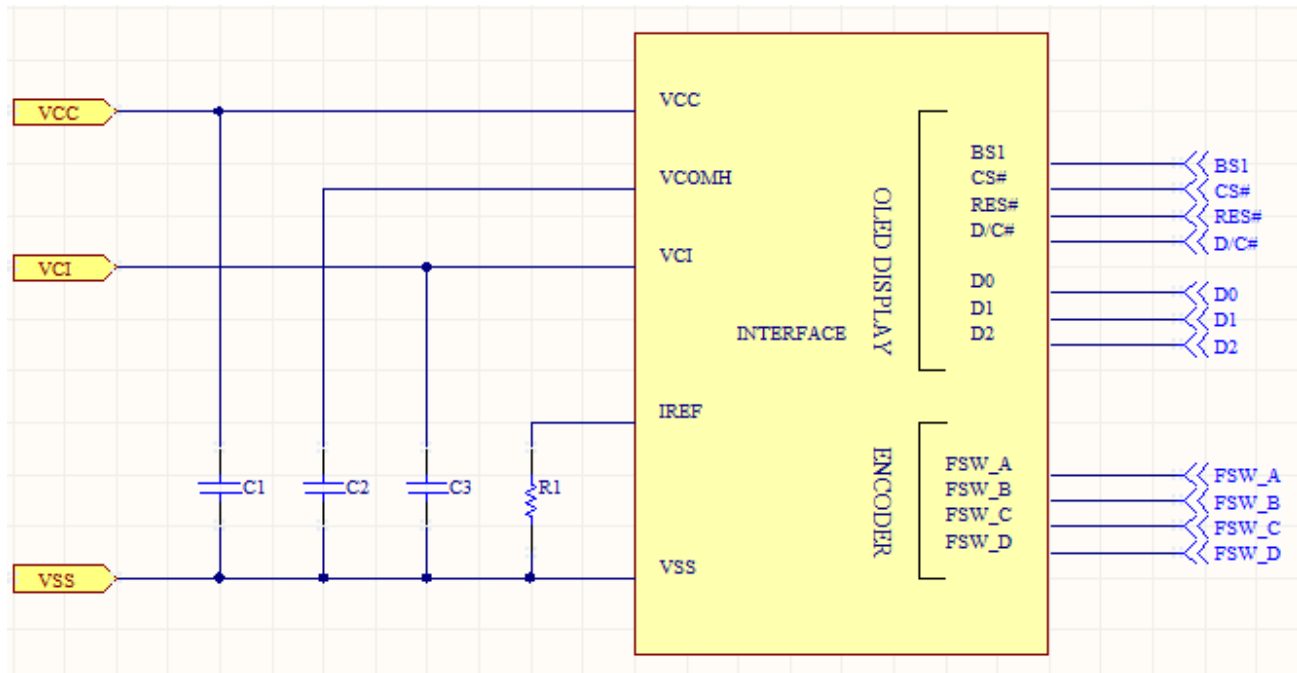 VCC
VCI
VSS
C1
C2
C3
R1
VCC
VCOMH
VCI
INTERFACE
IREF
VSS
OLED DISPLAY
BS1
CS#
RES#
D/C#
D0
D1
D2
ENCODER
FSW_A
FSW_B
FSW_C
FSW_D
BS1
CS#
RES#
D/C#
D0
D1
D2
FSW_A
FSW_B
FSW_C
FSW_D